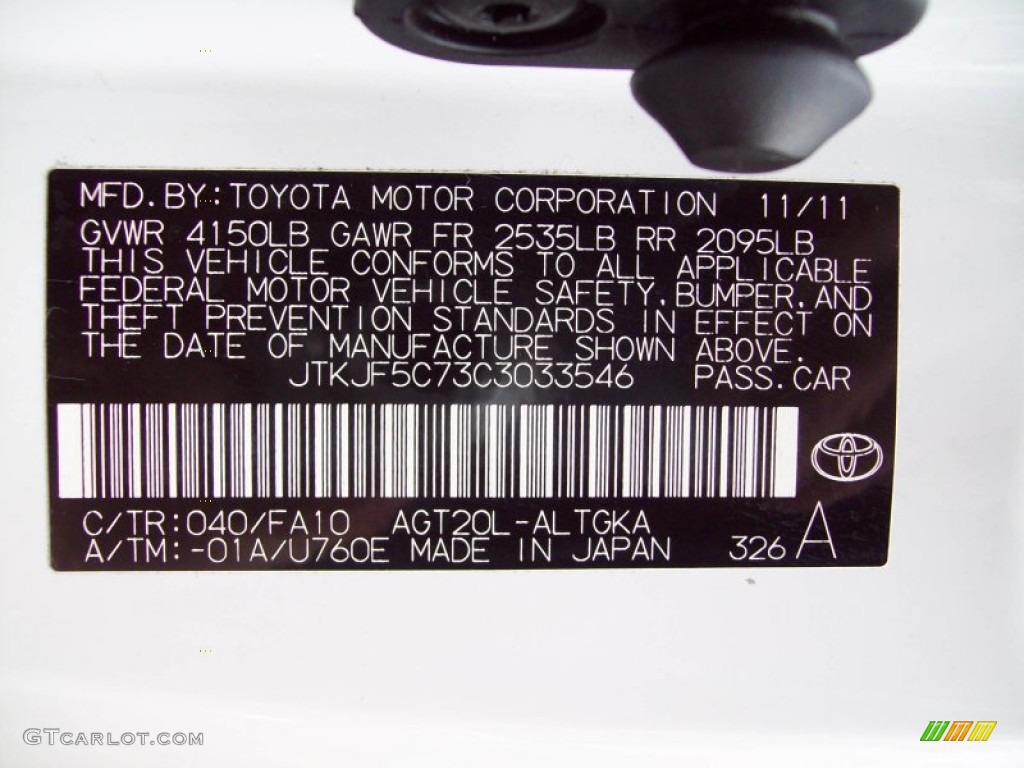 MFD.BY:TOYOTA MOTOR CORPORATION 11/11
GVWR 4150LB GAWR FR 2535LB RR 2095LB
THIS VEHICLE CONFORMS TO ALL APPLICABLE
FEDERAL MOTOR VEHICLE SAFETY,BUMPER,AND
THEFT PREVENTION STANDARDS IN EFFECT ON
THE DATE OF MANUFACTURE SHOWN ABOVE.
JTKJF5C73C3033546 PASS.CAR
C/TR:040/FA10 AGT20L-ALTGKA
A/TM:-01A/U760E MADE IN JAPAN 326 A
GTCARLOT.COM